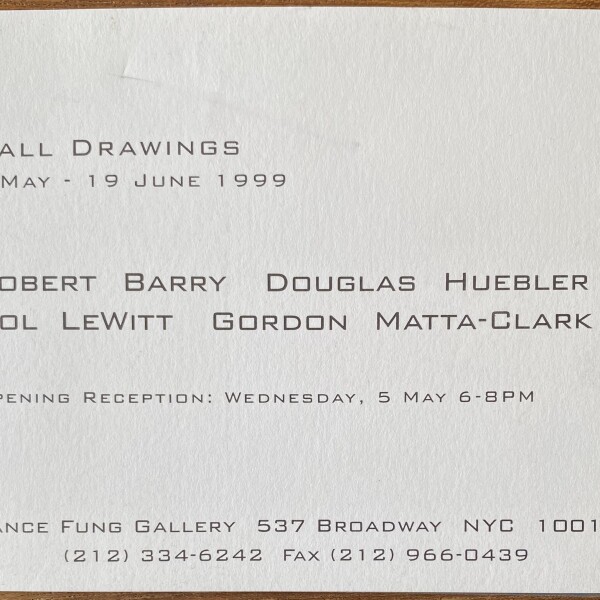 ALL DRAWINGS
MAY - 19 JUNE 1999
OBERT BARRY DOUGLAS HUEBLER
OL LEWITT GORDON MATTA-CLARK
PENING RECEPTION: WEDNESDAY, 5 MAY 6-8PM
ANCE FUNG GALLERY 537 BROADWAY NYC 1001
(212) 334-6242 FAX (212) 966-0439